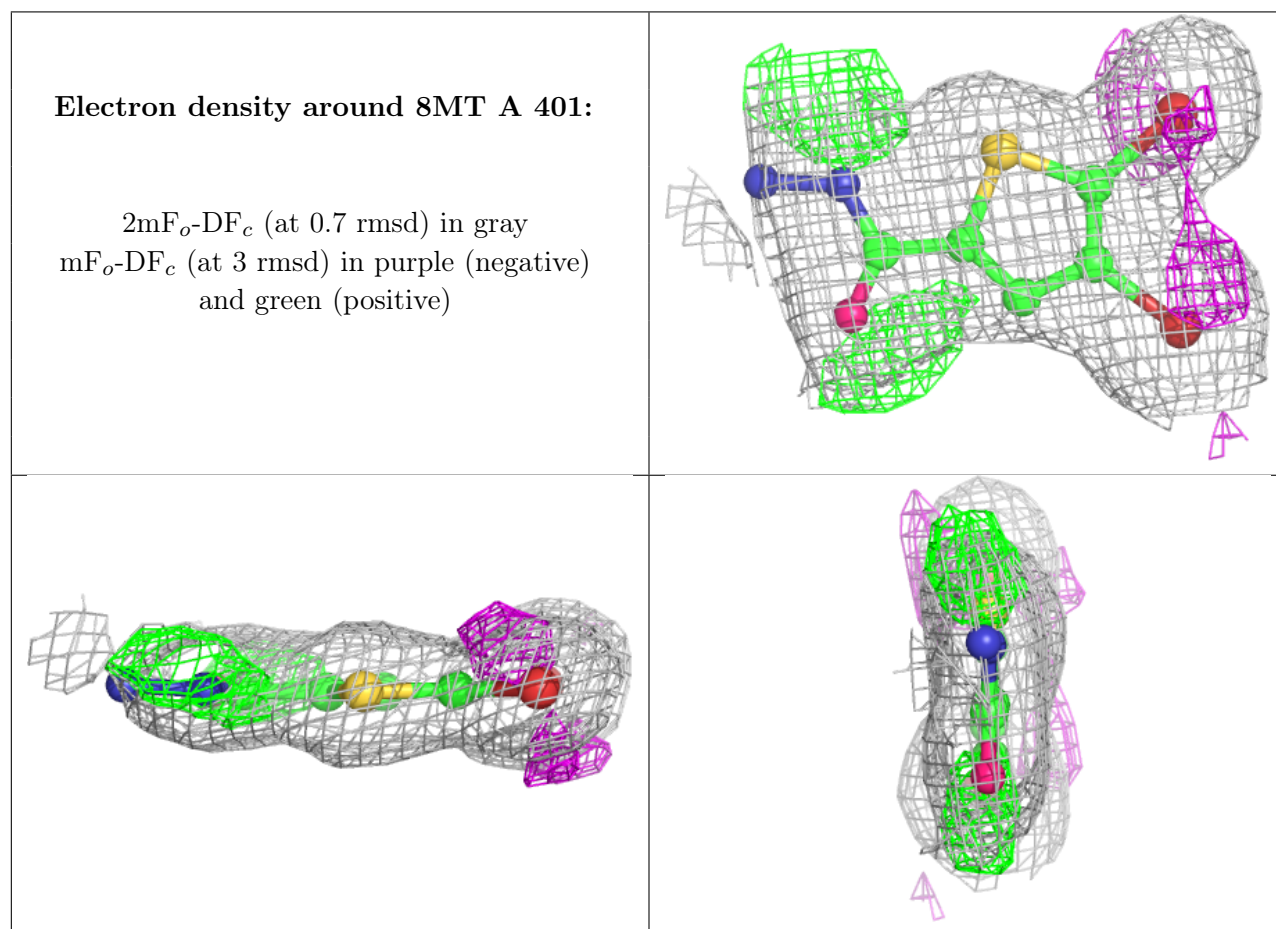 Electron density around 8MT A 401:
2mFo-DFc (at 0.7 rmsd) in gray
mFo-DFc (at 3 rmsd) in purple (negative)
and green (positive)